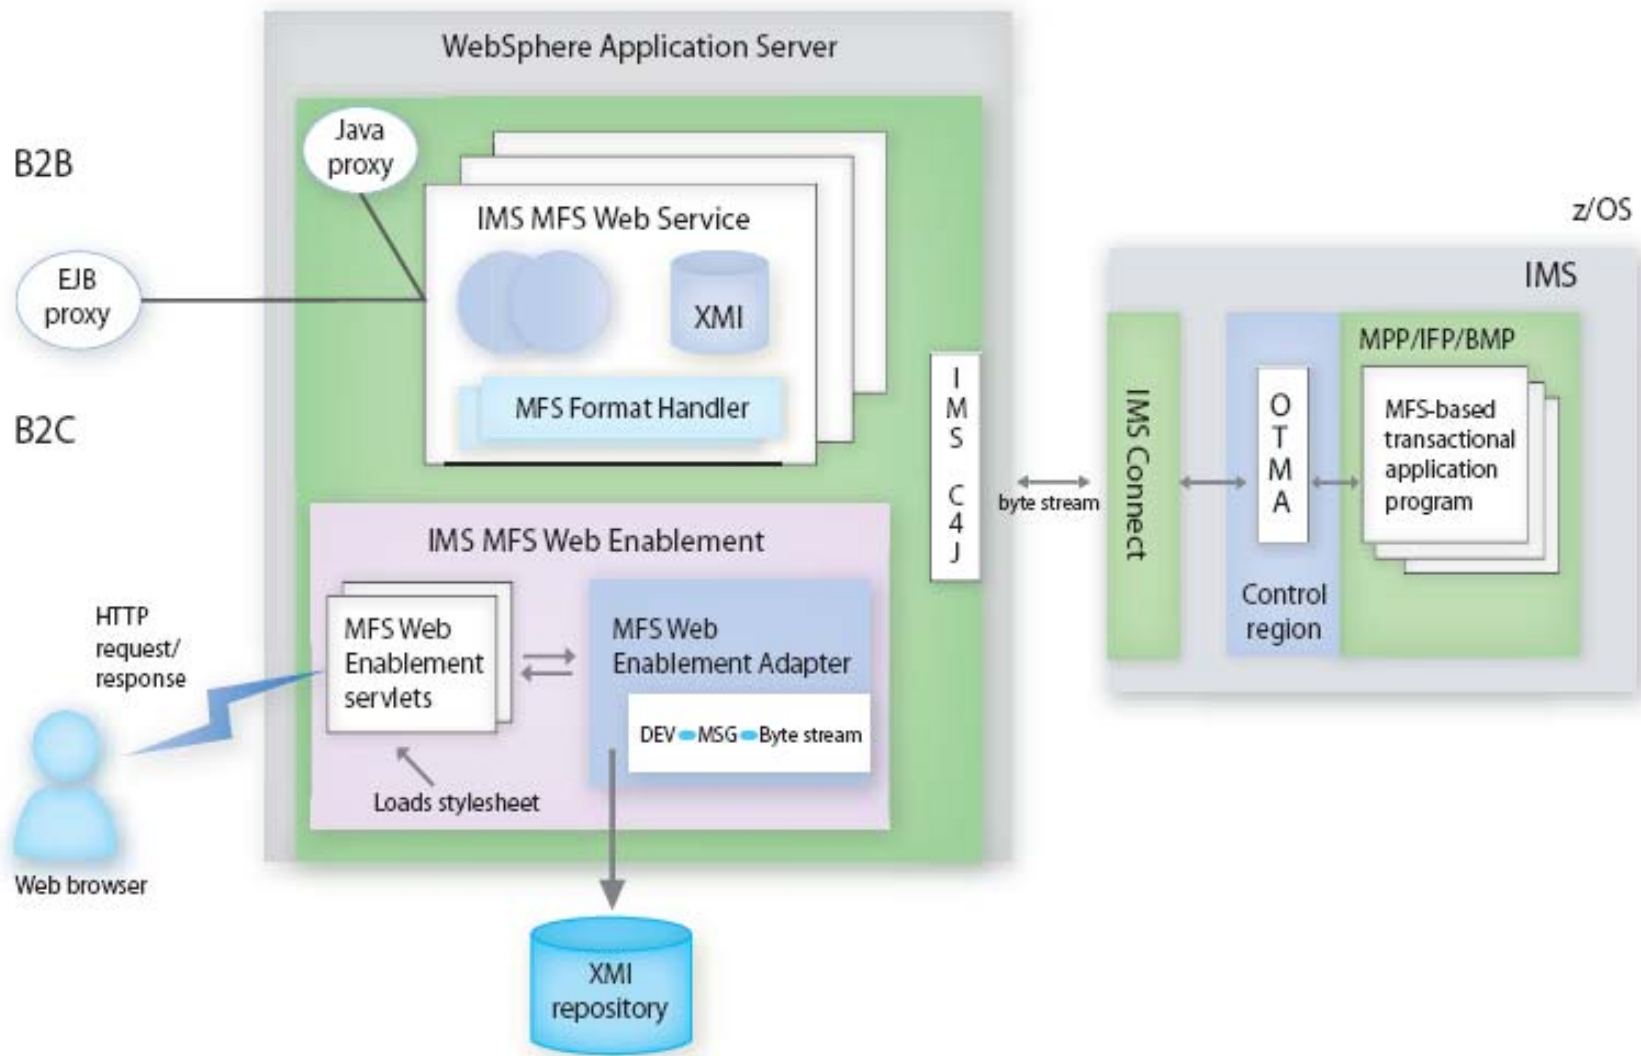 WebSphere Application Server
B2B
Java
proxy
IMS MFS Web Service
XMI
MFS Format Handler
EJB
proxy
B2C
IMS MFS Web Enablement
MFS Web
Enablement
servlets
MFS Web
Enablement Adapter
DEV MSG Byte stream
Loads stylesheet
HTTP
request/
response
Web browser
XMI
repository
IMS C4J
byte stream
z/OS
IMS
IMS Connect
OTMA
Control
region
MPP/IFP/BMP
MFS-based
transactional
application
program